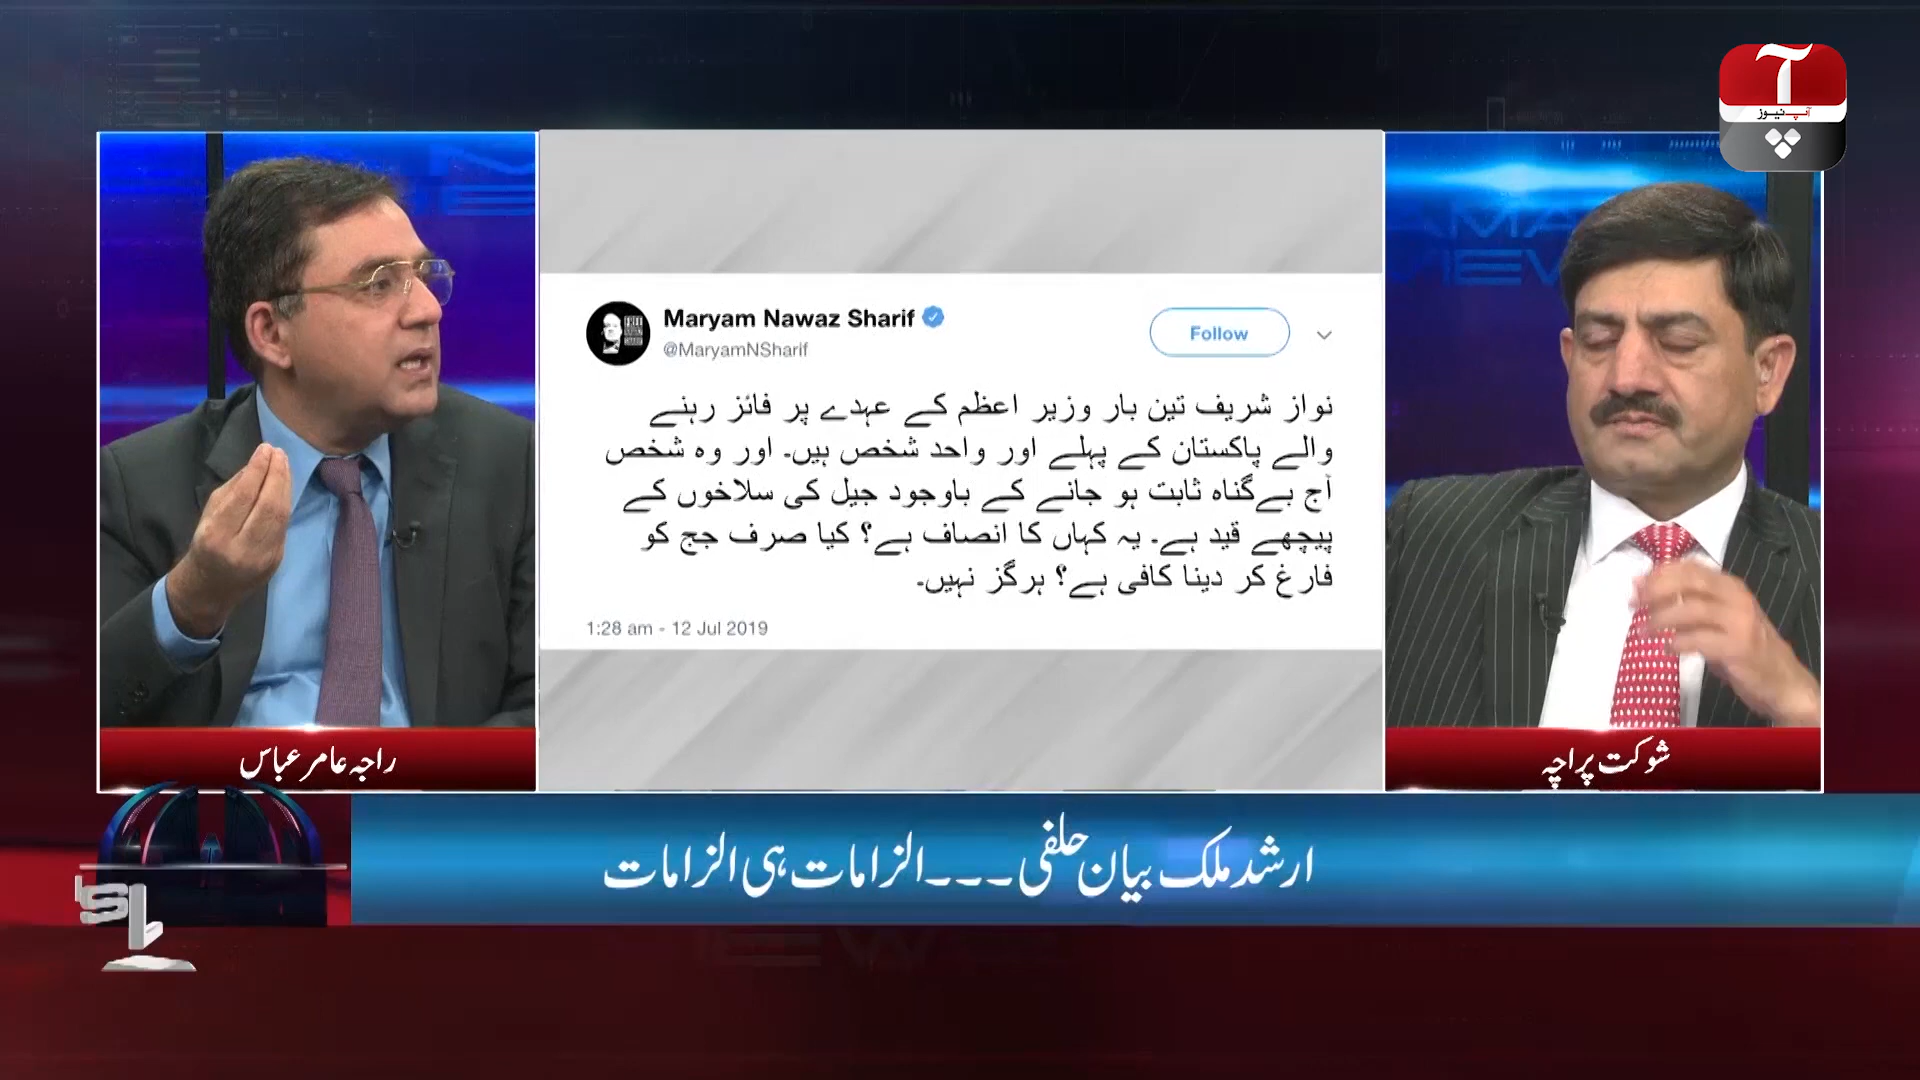 آپ نیوز
Maryam Nawaz Sharif
@MaryamNSharif
Follow
نواز شریف تین بار وزیر اعظم کے عہدے پر فائز رہنے
والے پاکستان کے پہلے اور واحد شخص ہیں۔ اور وہ شخص
آج بےگناہ ثابت ہو جانے کے باوجود جیل کی سلاخوں کے
پیچھے قید ہے۔ یہ کہاں کا انصاف ہے؟ کیا صرف جج کو
فارغ کر دینا کافی ہے؟ ہرگز نہیں۔
1:28 am - 12 Jul 2019
راجہ عامر عباس
شوکت پراچہ
ارشد ملک بیان حلفی ۔۔۔ الزامات ہی الزامات